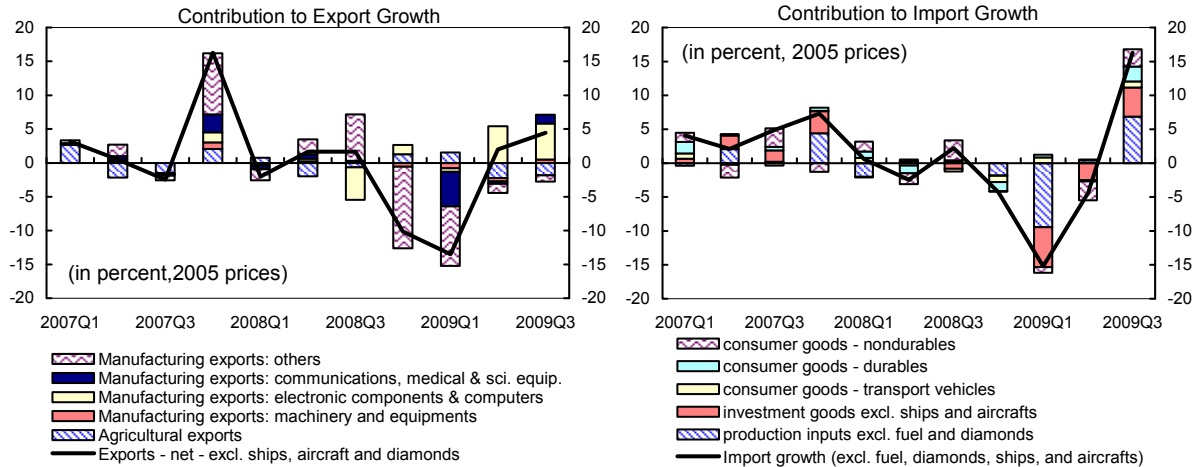 Contribution to Export Growth
20 15 10 5 0 -5 -10 -15 -20
20 15 10 5 0 -5 -10 -15 -20
(in percent,2005 prices)
2007Q1 2007Q3 2008Q1 2008Q3 2009Q1 2009Q3
Manufacturing exports: others
Manufacturing exports: communications, medical & sci. equip.
Manufacturing exports: electronic components & computers
Manufacturing exports: machinery and equipments
Agricultural exports
Exports - net - excl. ships, aircraft and diamonds
Contribution to Import Growth
20 15 10 5 0 -5 -10 -15 -20
20 15 10 5 0 -5 -10 -15 -20
(in percent, 2005 prices)
2007Q1 2007Q3 2008Q1 2008Q3 2009Q1 2009Q3
consumer goods - nondurables
consumer goods - durables
consumer goods - transport vehicles
investment goods excl. ships and aircrafts
production inputs excl. fuel and diamonds
Import growth (excl. fuel, diamonds, ships, and aircrafts)